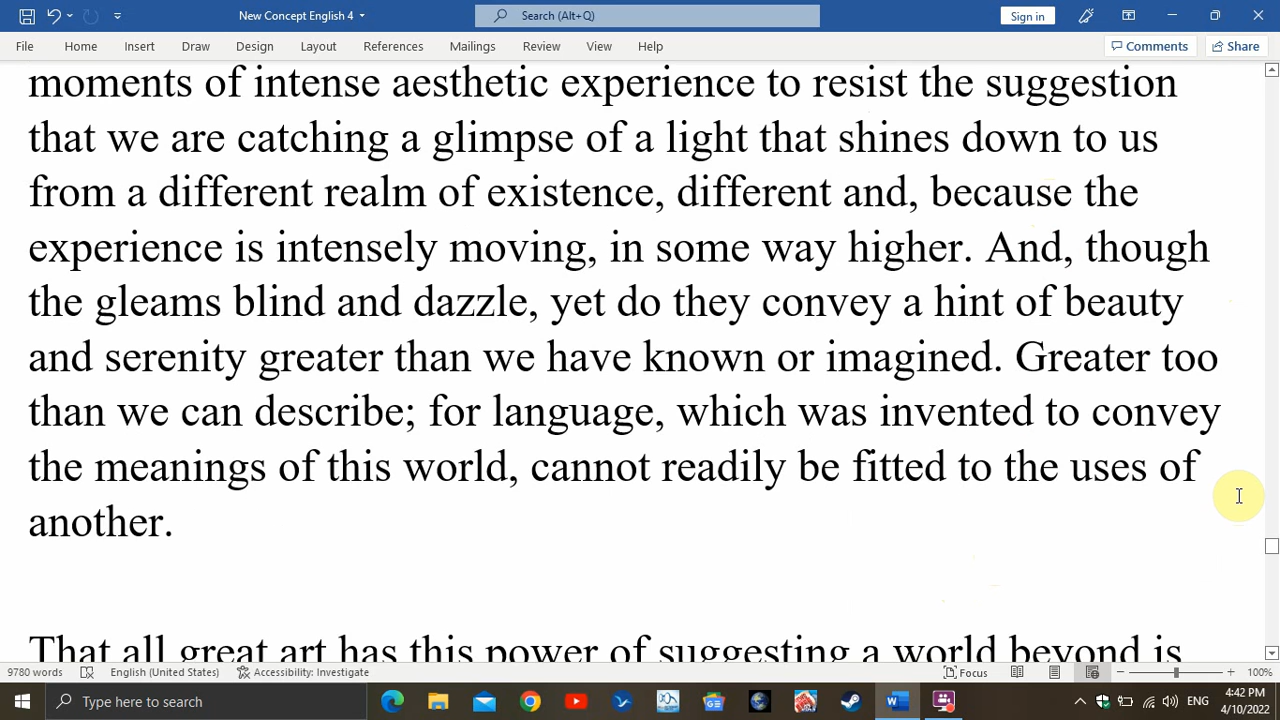 New Concept English 4
Search (Alt+Q)
Sign in
File Home Insert Draw Design Layout References Mailings Review View Help
Comments Share
moments of intense aesthetic experience to resist the suggestion
that we are catching a glimpse of a light that shines down to us
from a different realm of existence, different and, because the
experience is intensely moving, in some way higher. And, though
the gleams blind and dazzle, yet do they convey a hint of beauty
and serenity greater than we have known or imagined. Greater too
than we can describe; for language, which was invented to convey
the meanings of this world, cannot readily be fitted to the uses of
another.
That all great art has this power of suggesting a world beyond is
9780 words English (United States) Accessibility: Investigate Focus 100%
Type here to search
ENG
4:42 PM
4/10/2022